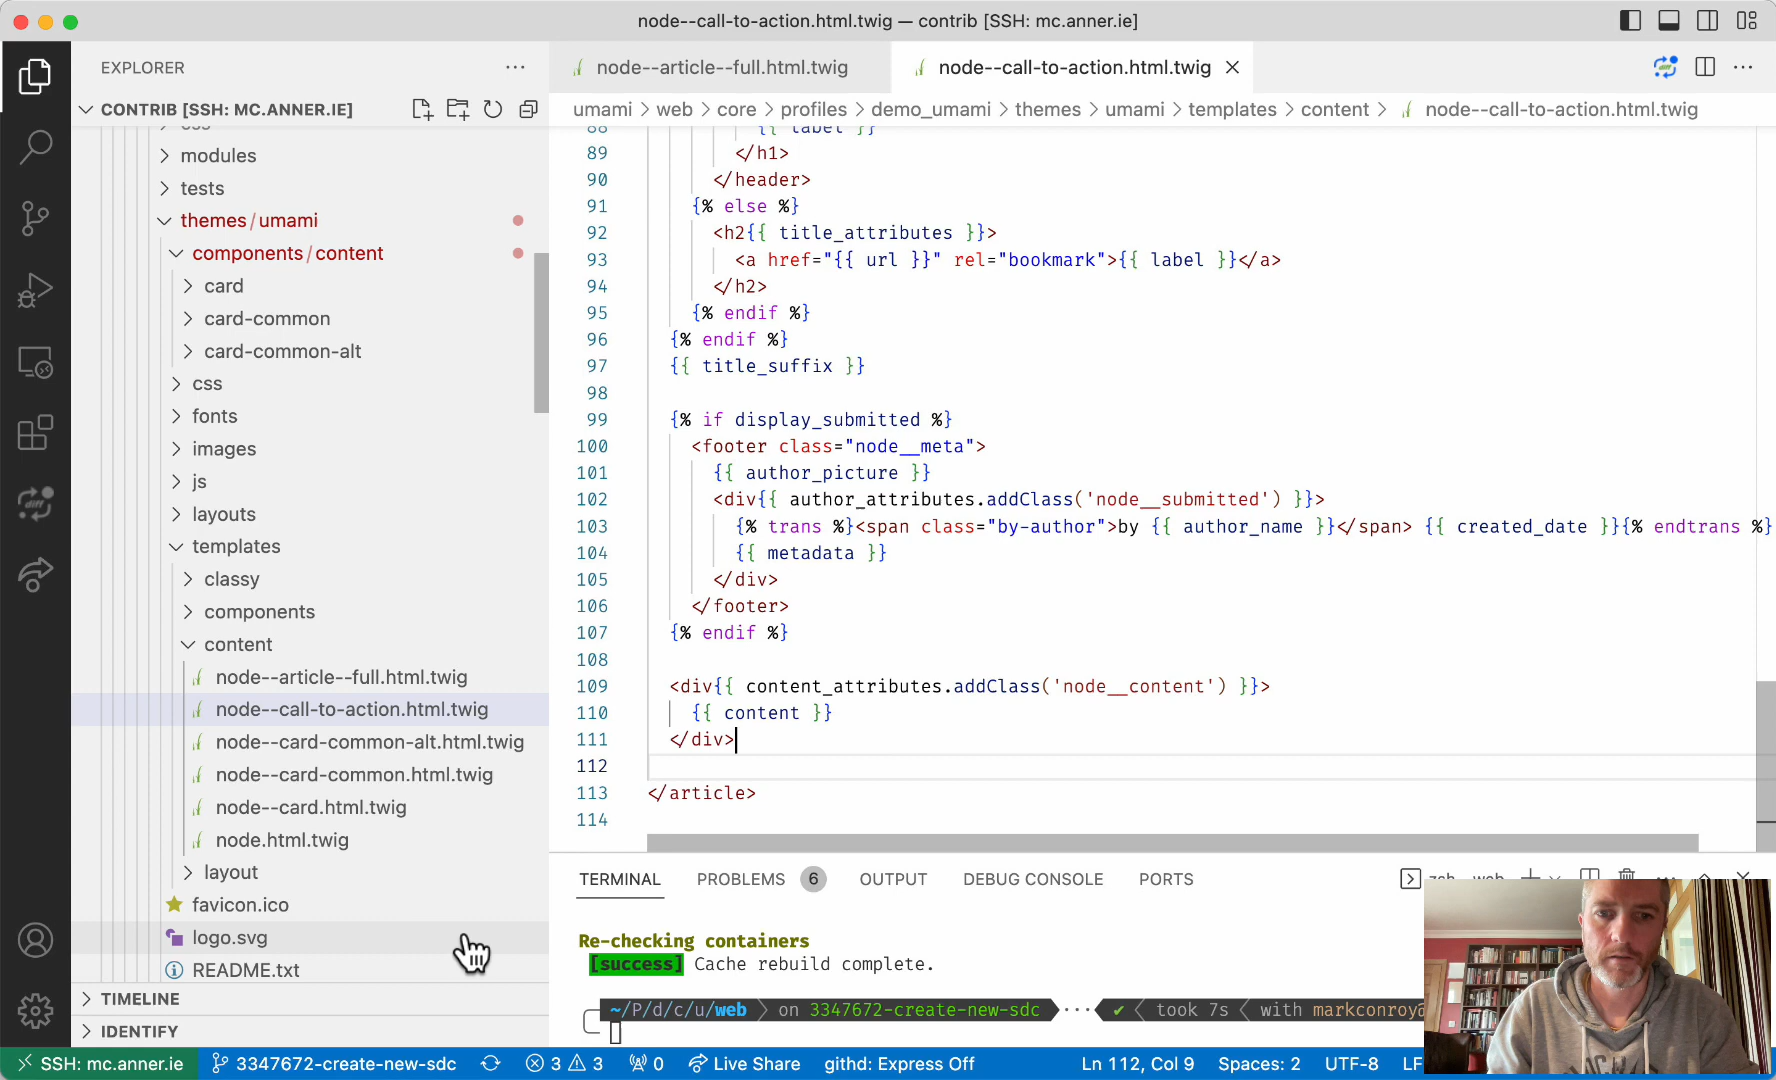 node--call-to-action.html.twig — contrib [SSH: mc.anner.ie]
EXPLORER
CONTRIB [SSH: MC.ANNER.IE]
css
modules
tests
themes/umami
components/content
card
card-common
card-common-alt
css
fonts
images
js
layouts
templates
classy
components
content
node--article--full.html.twig
node--call-to-action.html.twig
node--card-common-alt.html.twig
node--card-common.html.twig
node--card.html.twig
node.html.twig
layout
favicon.ico
logo.svg
README.txt
TIMELINE
IDENTIFY
node--article--full.html.twig
node--call-to-action.html.twig
umami > web > core > profiles > demo_umami > themes > umami > templates > content > node--call-to-action.html.twig
88 {{ label }}
89 </h1>
90 </header>
91 {% else %}
92 <h2{{ title_attributes }}>
93 <a href="{{ url }}" rel="bookmark">{{ label }}</a>
94 </h2>
95 {% endif %}
96 {% endif %}
97 {{ title_suffix }}
98
99 {% if display_submitted %}
100 <footer class="node__meta">
101 {{ author_picture }}
102 <div{{ author_attributes.addClass('node__submitted') }}>
103 {% trans %}<span class="by-author">by {{ author_name }}</span> {{ created_date }}{% endtrans %}
104 {{ metadata }}
105 </div>
106 </footer>
107 {% endif %}
108
109 <div{{ content_attributes.addClass('node__content') }}>
110 {{ content }}
111 </div>
112
113 </article>
114
TERMINAL PROBLEMS 6 OUTPUT DEBUG CONSOLE PORTS
Re-checking containers
[success] Cache rebuild complete.
~/P/d/c/u/web on 3347672-create-new-sdc ··· ✔ took 7s with markconroy@
SSH: mc.anner.ie 3347672-create-new-sdc 3 3 0 Live Share githd: Express Off Ln 112, Col 9 Spaces: 2 UTF-8 LF